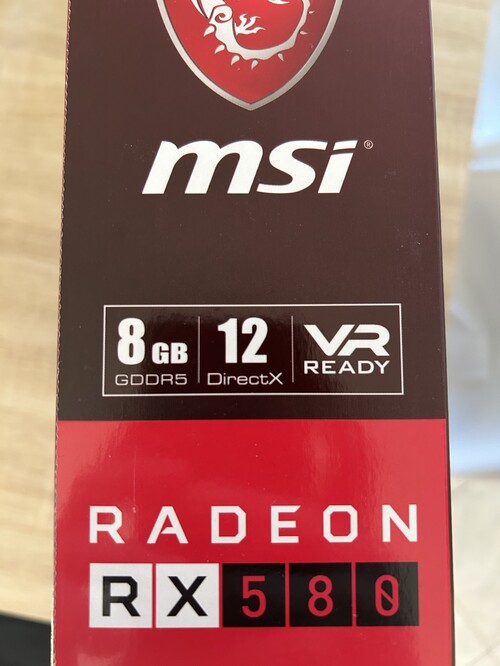 msi®
8 GB 12 VR
GDDR5 DirectX READY
RADEON
RX 580